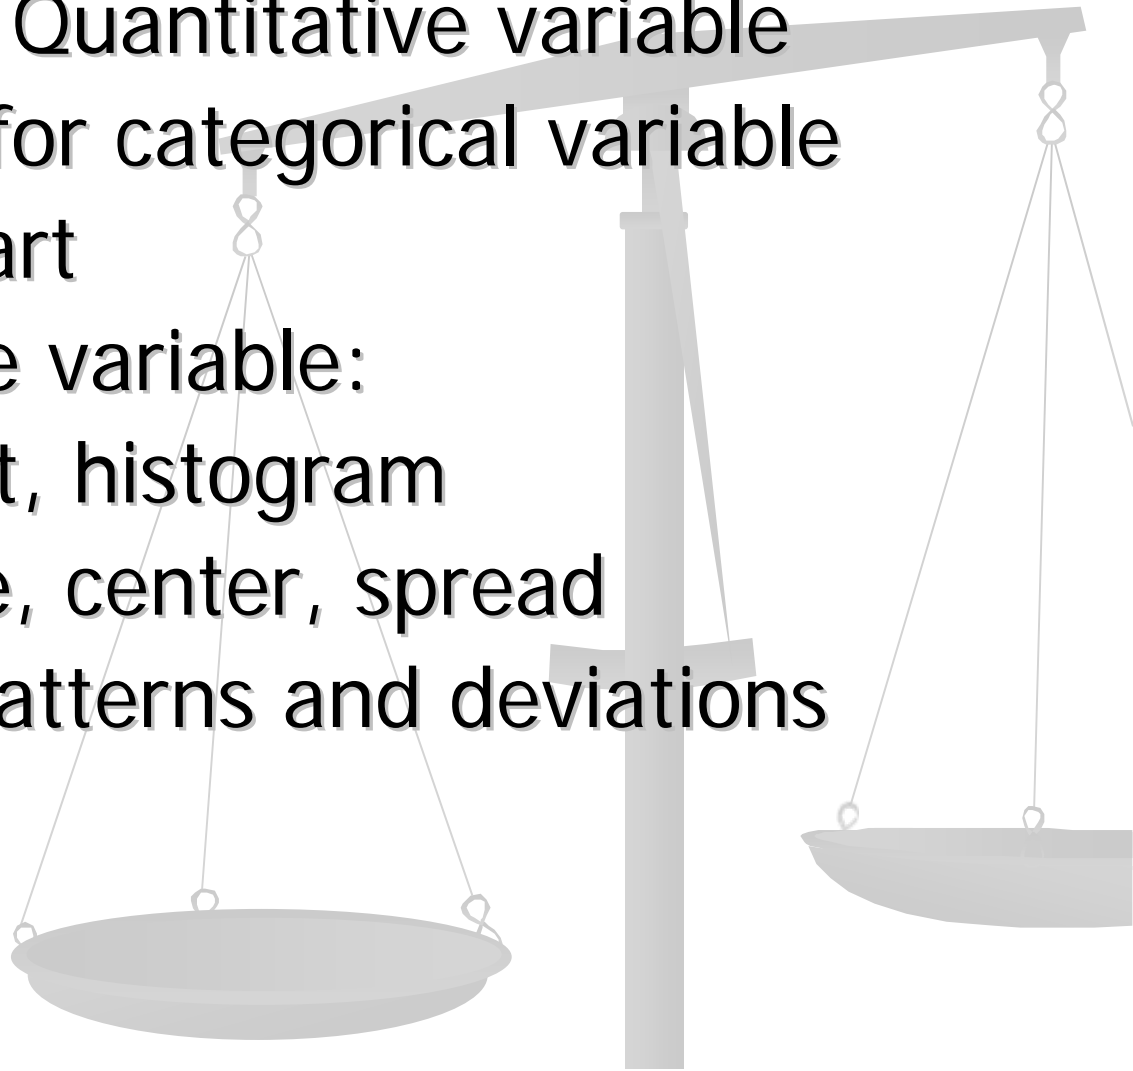 Quantitative variable
for categorical variable
art
e variable:
t, histogram
e, center, spread
atterns and deviations